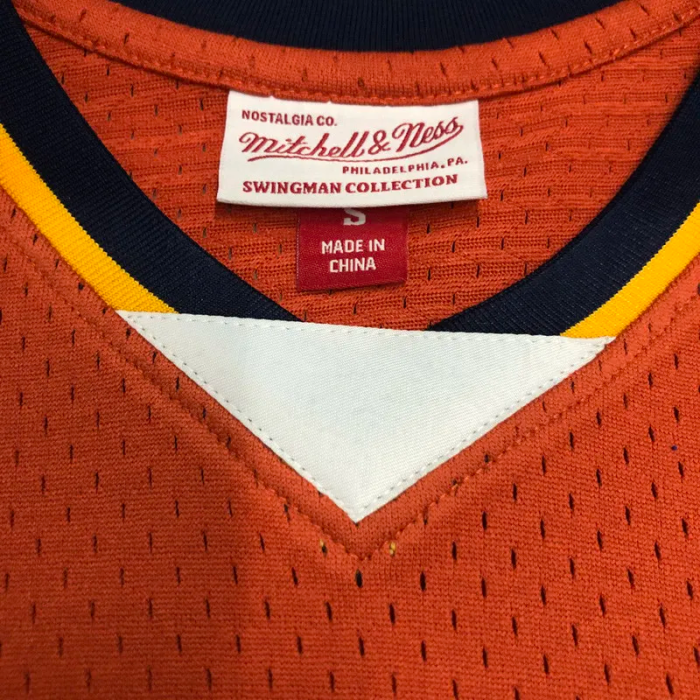 NOSTALGIA CO.
Mitchell & Ness
PHILADELPHIA, PA.
SWINGMAN COLLECTION
S
MADE IN
CHINA